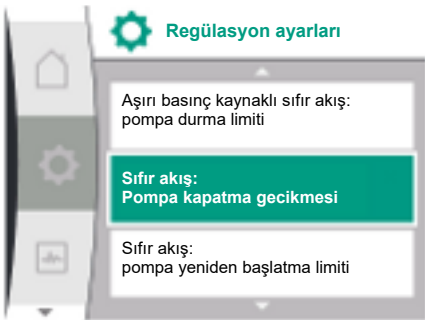 Regülasyon ayarları
Aşırı basınç kaynaklı sıfır akış:
pompa durma limiti
Sıfır akış:
Pompa kapatma gecikmesi
Sıfır akış:
pompa yeniden başlatma limiti